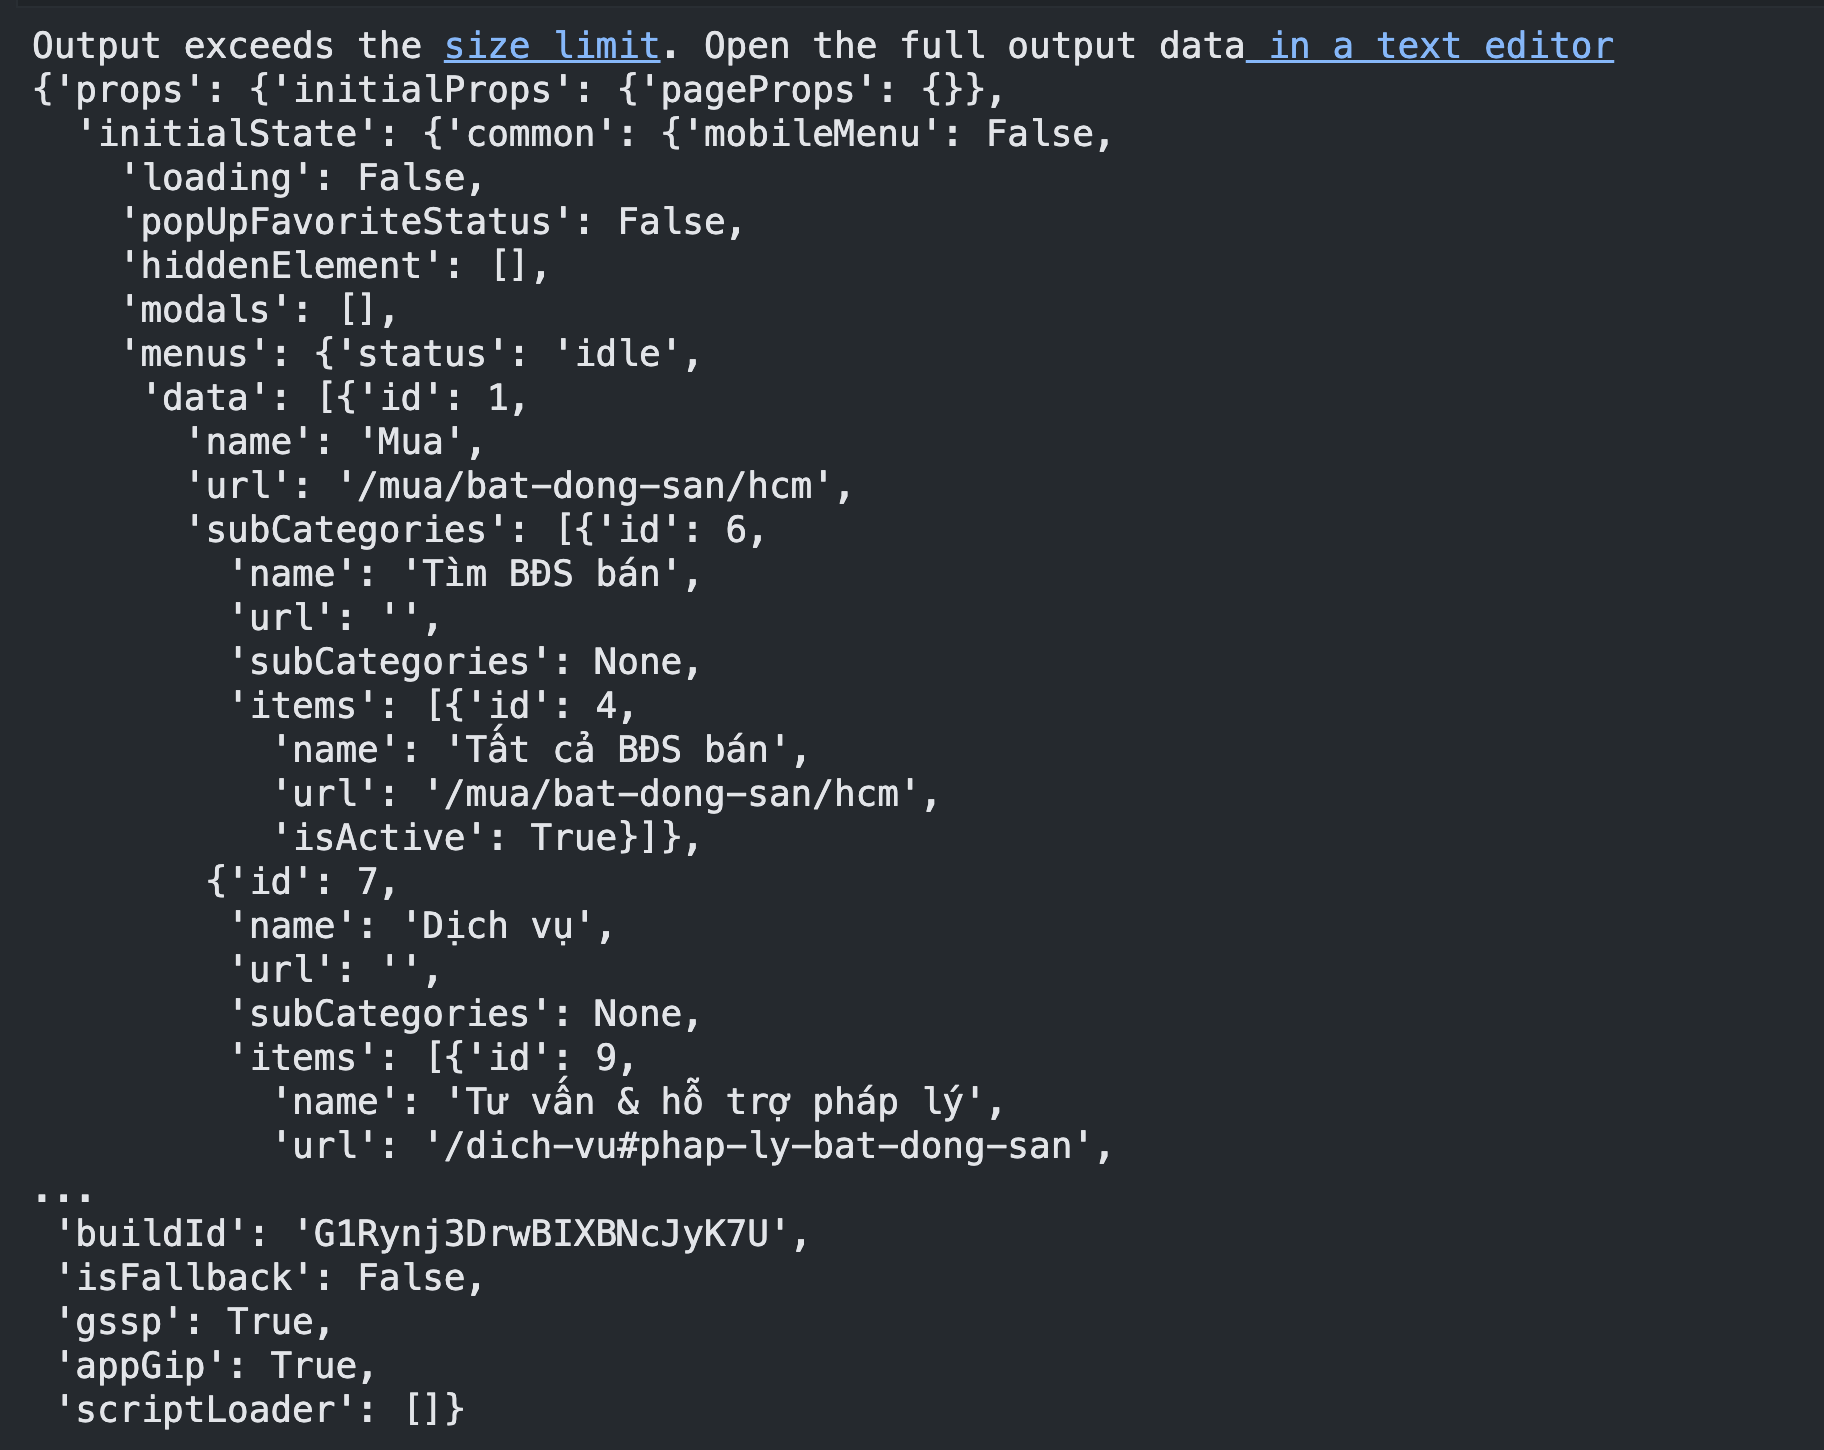 Output exceeds the size limit. Open the full output data in a text editor
{'props': {'initialProps': {'pageProps': {}},
  'initialState': {'common': {'mobileMenu': False,
    'loading': False,
    'popUpFavoriteStatus': False,
    'hiddenElement': [],
    'modals': [],
    'menus': {'status': 'idle',
     'data': [{'id': 1,
       'name': 'Mua',
       'url': '/mua/bat-dong-san/hcm',
       'subCategories': [{'id': 6,
         'name': 'Tìm BĐS bán',
         'url': '',
         'subCategories': None,
         'items': [{'id': 4,
           'name': 'Tất cả BĐS bán',
           'url': '/mua/bat-dong-san/hcm',
           'isActive': True}]},
        {'id': 7,
         'name': 'Dịch vụ',
         'url': '',
         'subCategories': None,
         'items': [{'id': 9,
           'name': 'Tư vấn & hỗ trợ pháp lý',
           'url': '/dich-vu#phap-ly-bat-dong-san',
...
 'buildId': 'G1Rynj3DrwBIXBNcJyK7U',
 'isFallback': False,
 'gssp': True,
 'appGip': True,
 'scriptLoader': []}